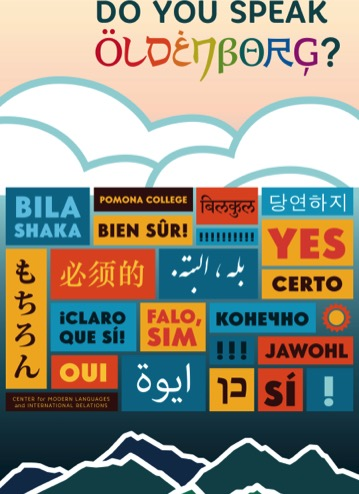 DO YOU SPEAK
ÖLDENBORG?
BILA
SHAKA
POMONA COLLEGE
BIEN SÛR!
बिलकुल
당연하지
!!!!!!!!!!!
YES
もちろん
必须的
بله، البته.
CERTO
¡CLARO
QUE SÍ!
FALO,
SIM
КОНЕЧНО
!!!
JAWOHL
OUI
ايوة
כן
SÍ
!
CENTER for MODERN LANGUAGES
and INTERNATIONAL RELATIONS